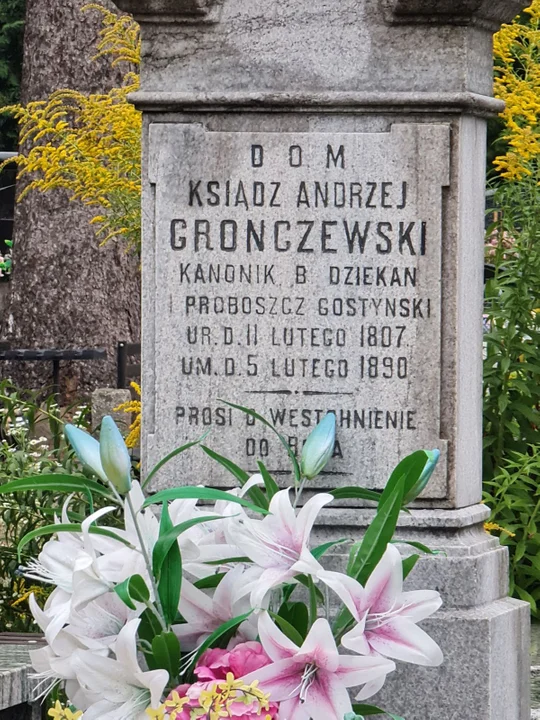 D O M
KSIĄDZ ANDRZEJ
GRONCZEWSKI
KANONIK B DZIEKAN
I PROBOSZCZ GOSTYNSKI
UR. D. 11 LUTEGO 1807.
UM. D. 5 LUTEGO 1890
PROSI O WESTCHNIENIE
DO